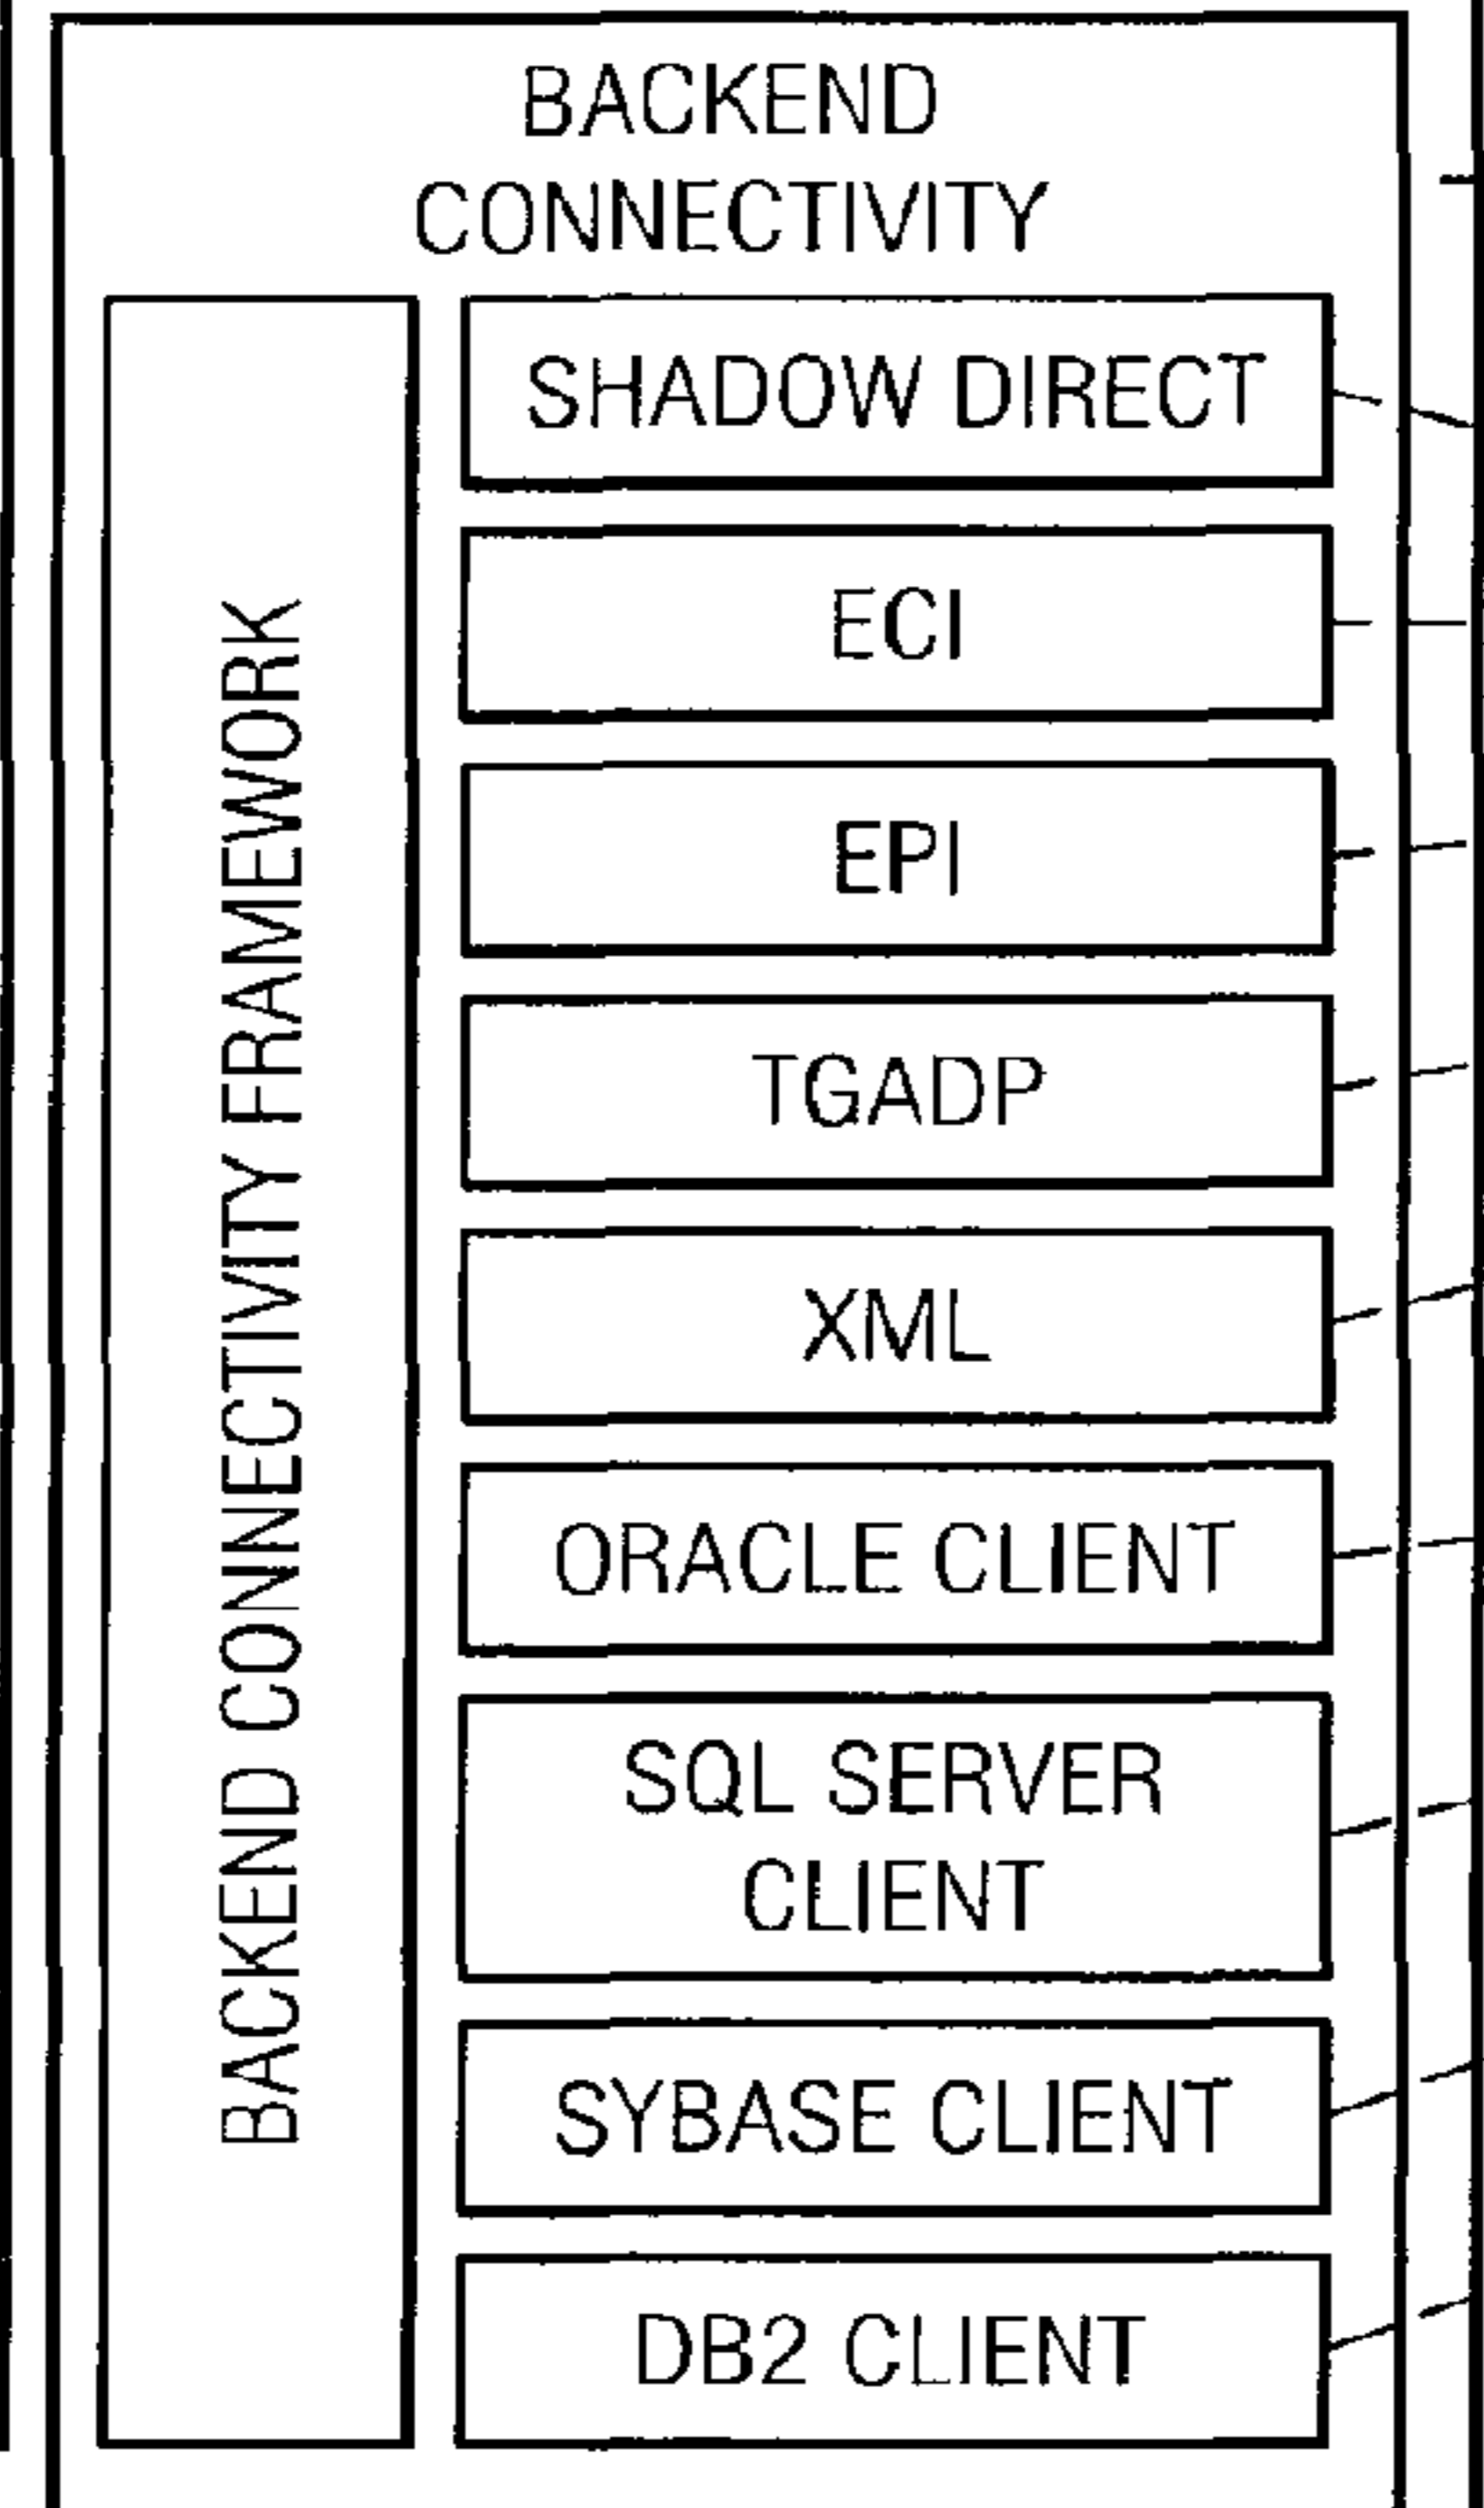 BACKEND
CONNECTIVITY
BACKEND CONNECTIVITY FRAMEWORK
SHADOW DIRECT
ECI
EPI
TGADP
XML
ORACLE CLIENT
SQL SERVER
CLIENT
SYBASE CLIENT
DB2 CLIENT